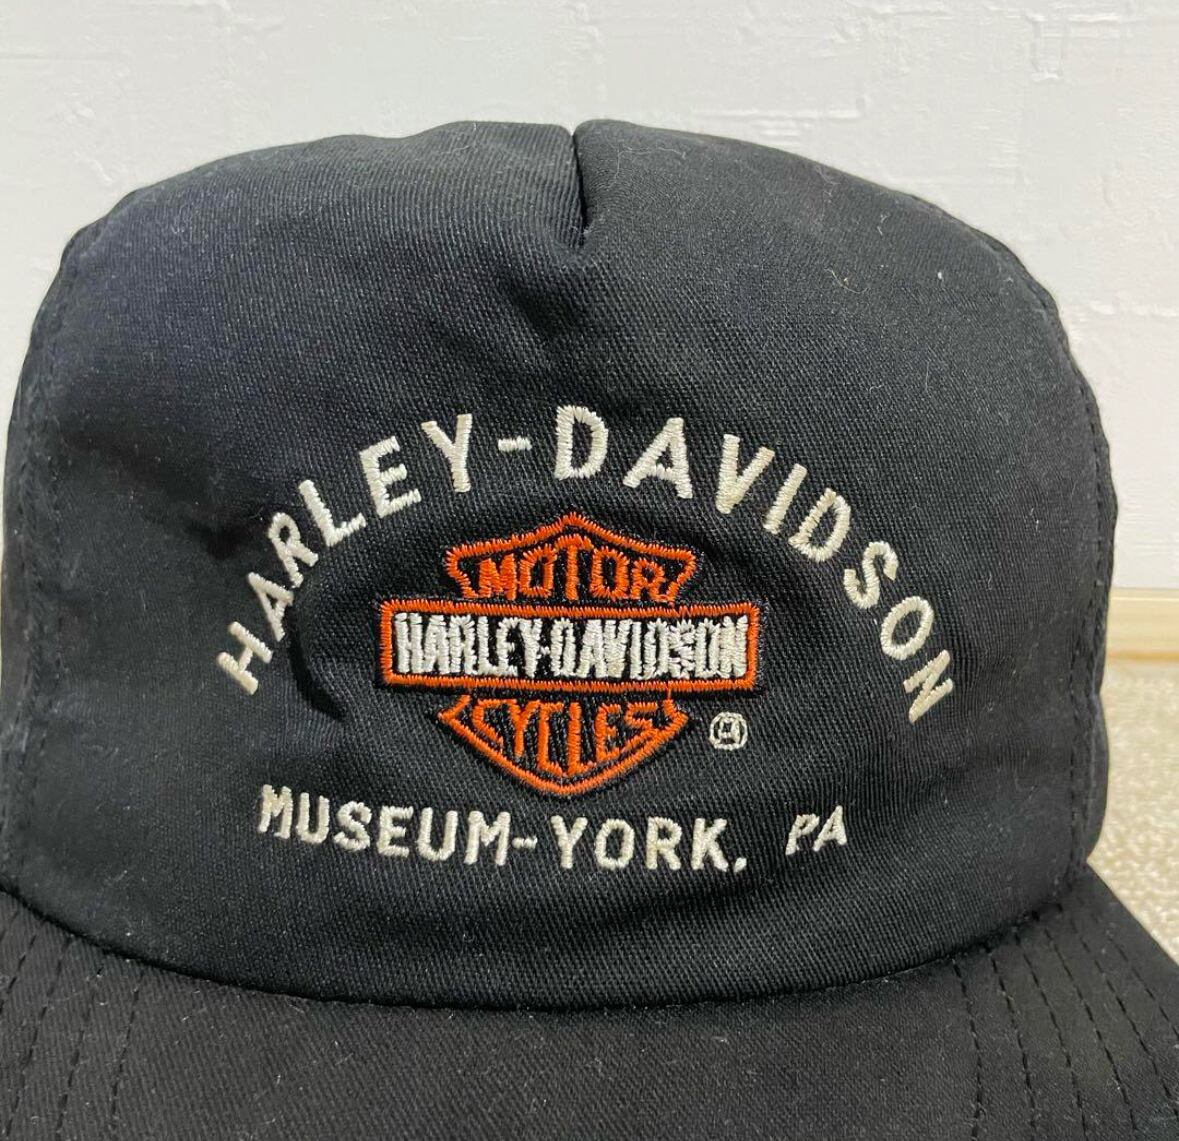 HARLEY-DAVIDSON
MOTOR
HARLEY-DAVIDSON
CYCLES
®
MUSEUM-YORK, PA